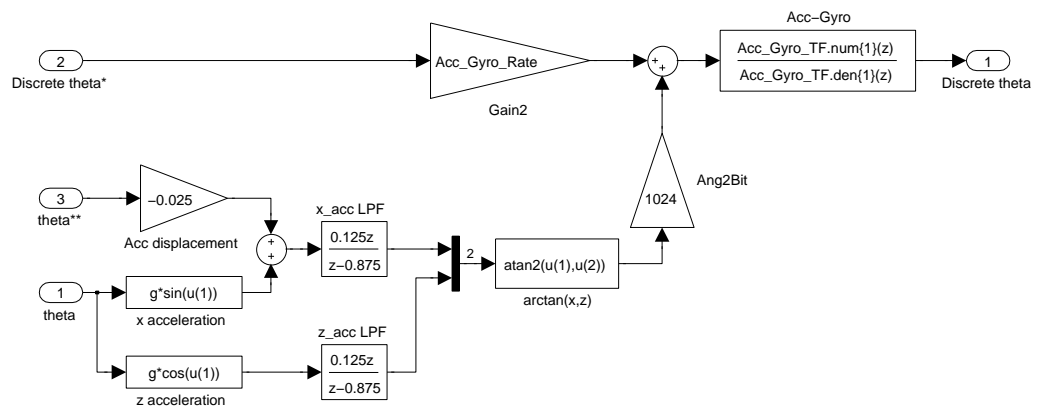 Acc−Gyro
2
Discrete theta*
Acc_Gyro_Rate
Gain2
+
+
Acc_Gyro_TF.num{1}(z)
Acc_Gyro_TF.den{1}(z)
1
Discrete theta
3
theta**
−0.025
Acc displacement
+
+
x_acc LPF
0.125z
z−0.875
2
atan2(u(1),u(2))
arctan(x,z)
1024
Ang2Bit
1
theta
g*sin(u(1))
x acceleration
g*cos(u(1))
z acceleration
z_acc LPF
0.125z
z−0.875